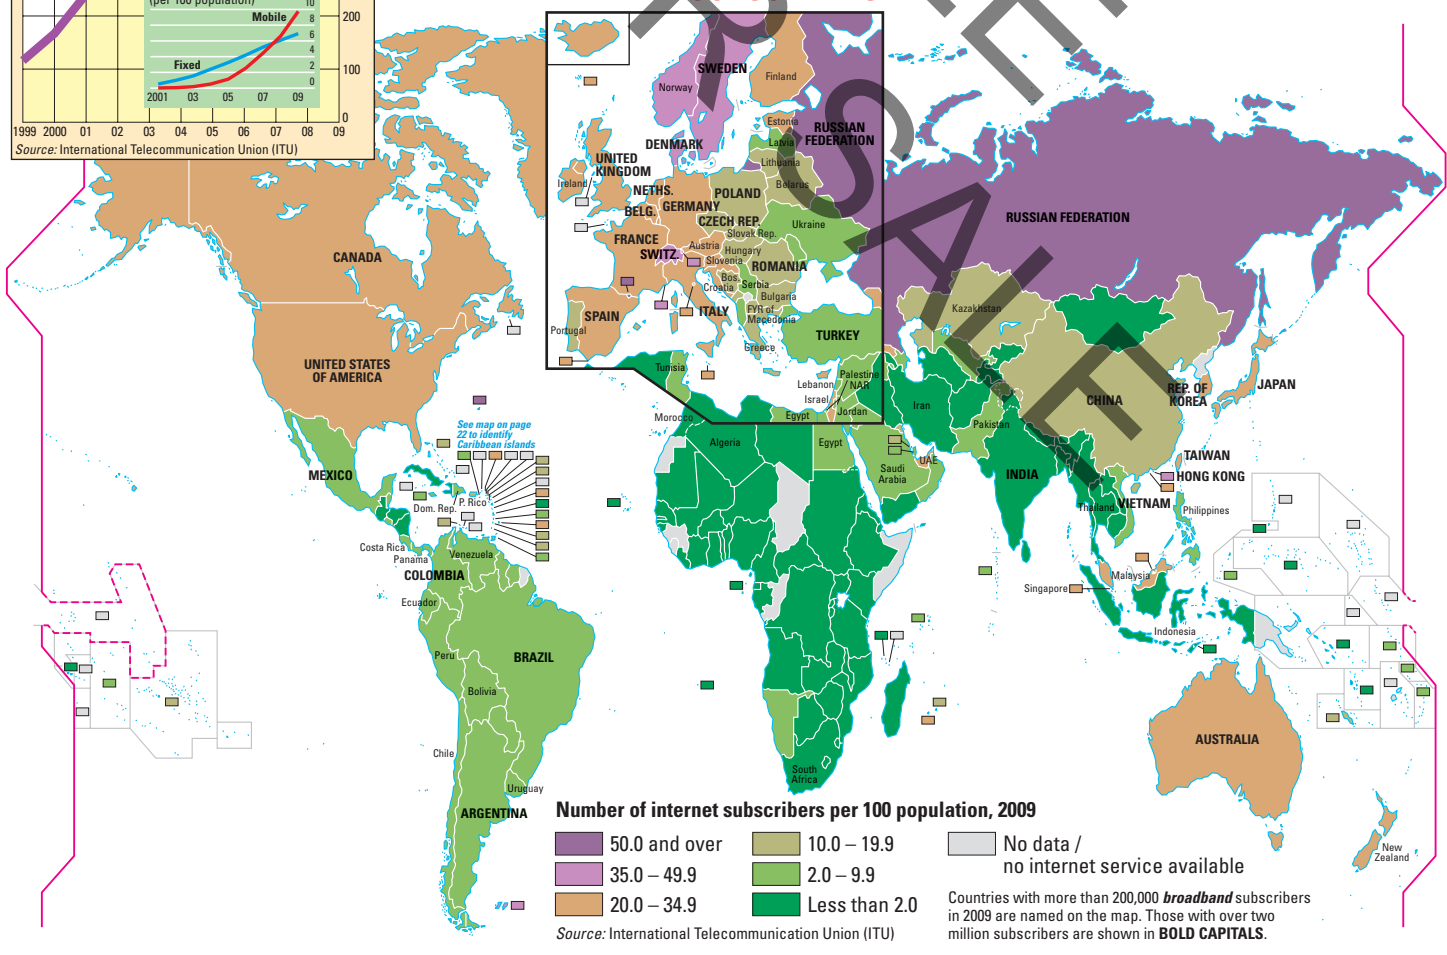 (per 100 population)
10
8
6
4
2
0
Mobile
Fixed
2001 03 05 07 09
200
100
0
1999 2000 01 02 03 04 05 06 07 08 09
Source: International Telecommunication Union (ITU)
CANADA
UNITED STATES
OF AMERICA
MEXICO
See map on page
22 to identify
Caribbean islands
P. Rico
Dom. Rep.
Costa Rica
Panama
Venezuela
COLOMBIA
Ecuador
Peru
BRAZIL
Bolivia
Chile
Uruguay
ARGENTINA
SWEDEN
Norway
Finland
Estonia
Latvia
Lithuania
Belarus
RUSSIAN
FEDERATION
DENMARK
UNITED
KINGDOM
Ireland
NETHS.
BELG.
GERMANY
POLAND
CZECH REP.
Slovak Rep.
Ukraine
FRANCE
SWITZ.
Austria
Hungary
Slovenia
ROMANIA
Bos.
Croatia
Serbia
Bulgaria
FYR of
Macedonia
ITALY
SPAIN
Portugal
Greece
TURKEY
Tunisia
Lebanon
Israel
Palestine
/ NAR
Jordan
Egypt
Morocco
Algeria
Egypt
Saudi
Arabia
UAE
Iran
Pakistan
Kazakhstan
RUSSIAN FEDERATION
CHINA
REP. OF
KOREA
JAPAN
TAIWAN
HONG KONG
INDIA
VIETNAM
Thailand
Philippines
Malaysia
Singapore
Indonesia
South
Africa
AUSTRALIA
New
Zealand
SALE
Number of internet subscribers per 100 population, 2009
50.0 and over
35.0 – 49.9
20.0 – 34.9
10.0 – 19.9
2.0 – 9.9
Less than 2.0
No data /
no internet service available
Countries with more than 200,000 broadband subscribers
in 2009 are named on the map. Those with over two
million subscribers are shown in BOLD CAPITALS.
Source: International Telecommunication Union (ITU)